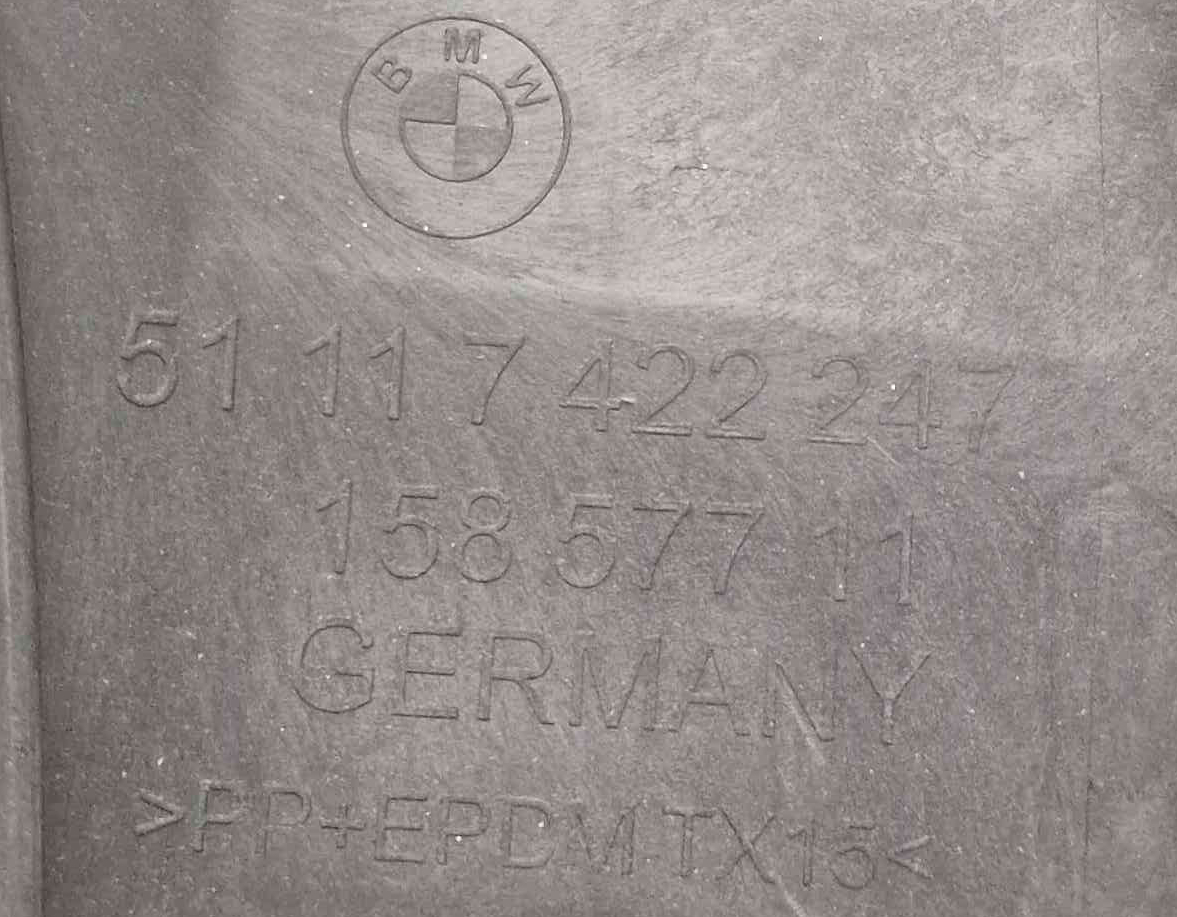 BMW
51 11 7 422 247
158 577 11
GERMANY
>PP+EPDM TX15<